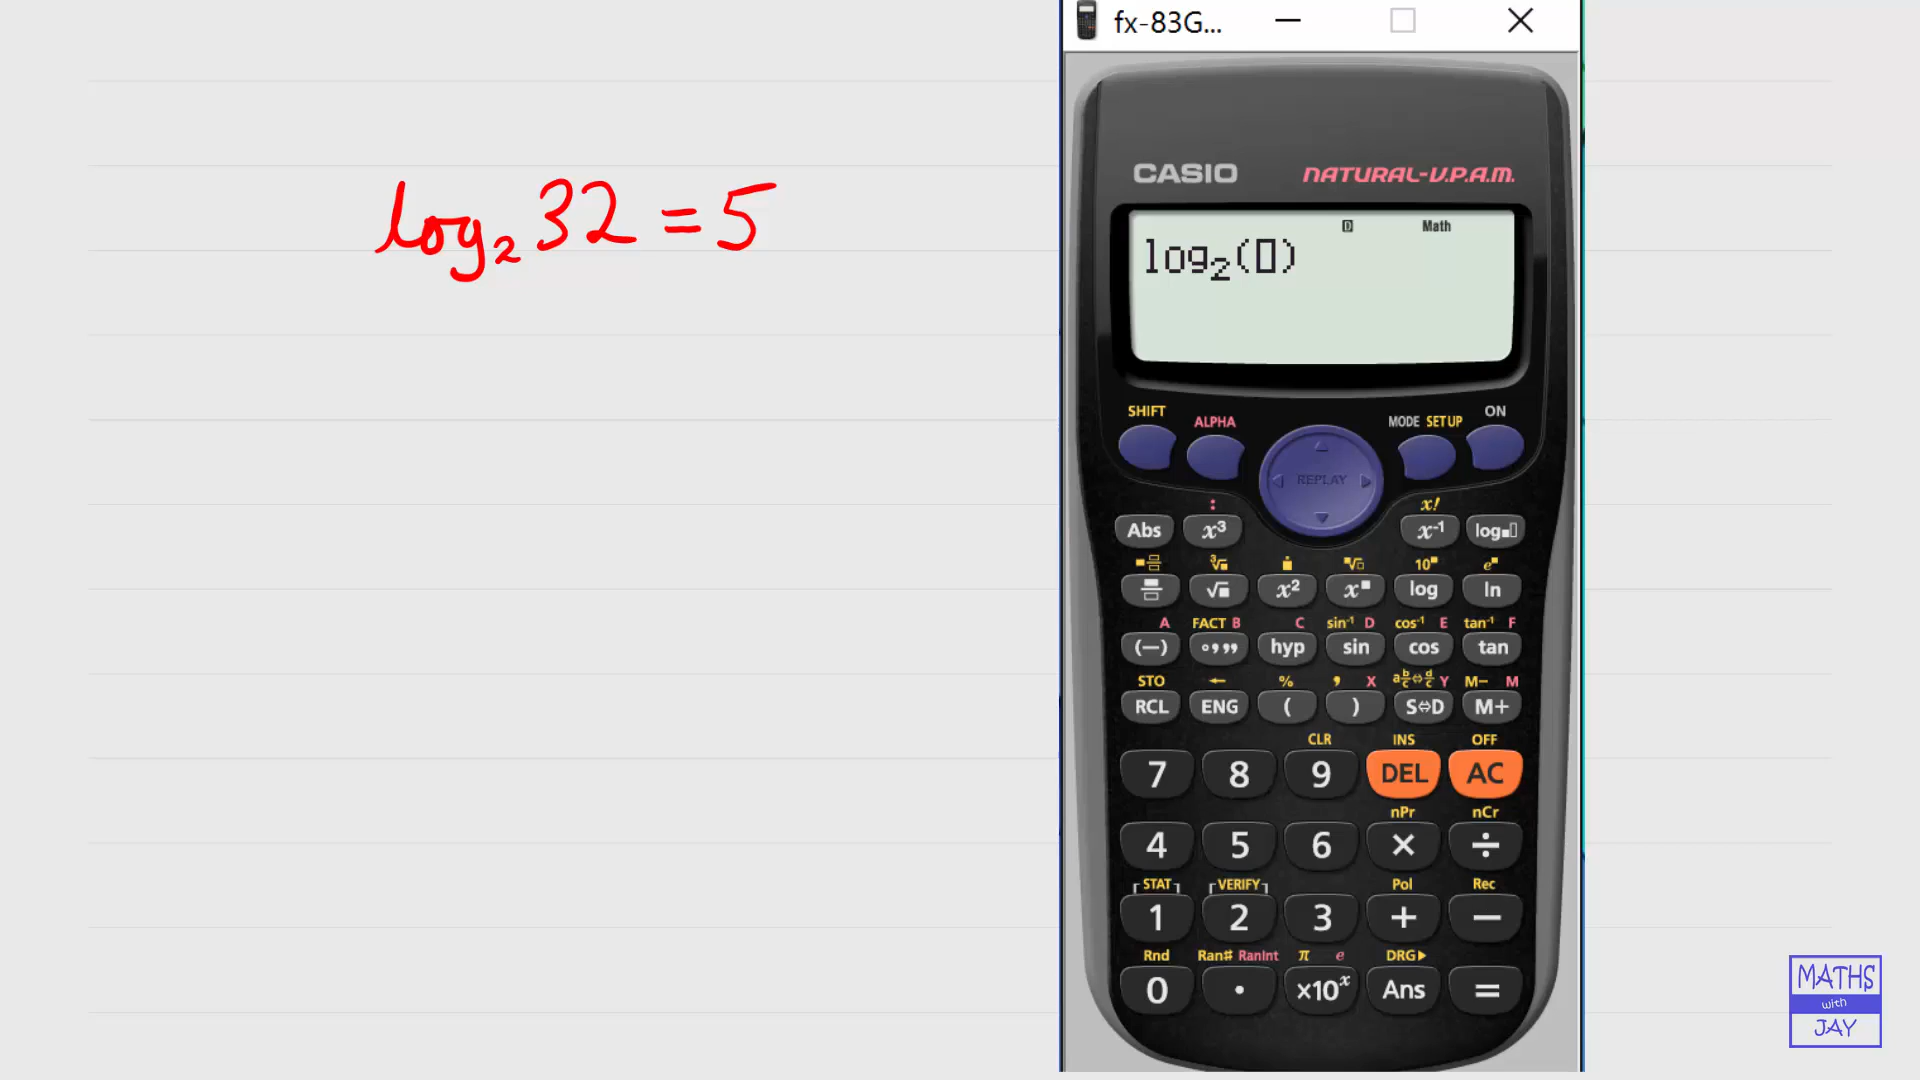 log₂ 32 = 5
fx-83G...
CASIO NATURAL-V.P.A.M.
D Math
log₂(▯)
SHIFT ALPHA MODE SETUP ON
REPLAY
: x!
Abs x³ x⁻¹ log■▯
■▯/▯ ³√■ ■ ■√▯ 10■ e■
■/▯ √■ x² x■ log ln
A FACT B C sin⁻¹ D cos⁻¹ E tan⁻¹ F
(—) ° ’ ’’ hyp sin cos tan
STO ← % , X a b/c⇔d/c Y M− M
RCL ENG ( ) S⇔D M+
CLR INS OFF
7 8 9 DEL AC
nPr nCr
4 5 6 × ÷
STAT VERIFY Pol Rec
1 2 3 + −
Rnd Ran# RanInt π e DRG▶
0 . ×10ˣ Ans =
MATHS
with
JAY